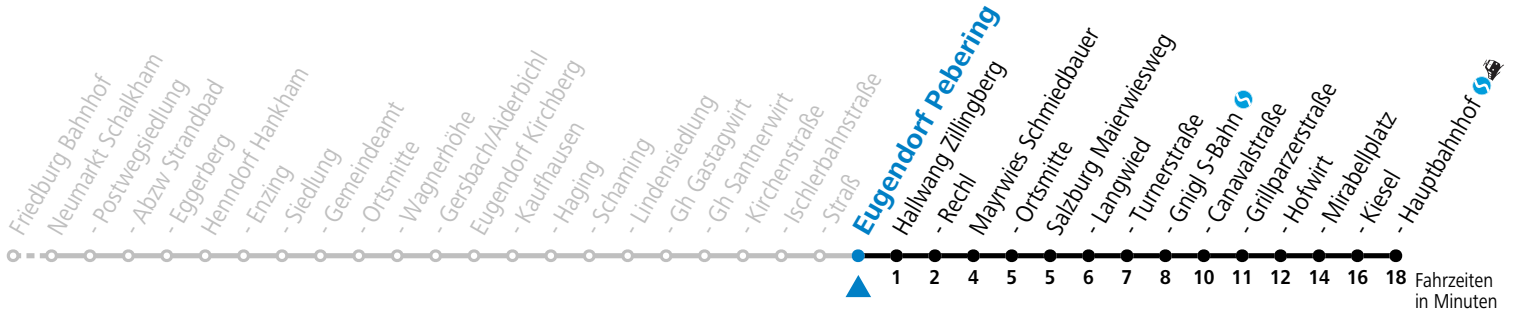 Friedburg Bahnhof
Neumarkt Schalkham
- Postwegsiedlung
- Abzw Strandbad
- Eggerberg
Henndorf Hankham
- Enzing
- Siedlung
- Gemeindeamt
- Ortsmitte
- Wagnerhöhe
- Gersbach/Aiderbichl
Eugendorf Kirchberg
- Kaufhausen
- Haging
- Schaming
- Lindensiedlung
- Gh Gastagwirt
- Gh Santnerwirt
- Kirchenstraße
- Ischlerbahnstraße
- Straß
Eugendorf Pebering
Hallwang Zillingberg
- Rechl
Mayrwies Schmiedbauer
- Ortsmitte
Salzburg Maierwiesweg
- Langwied
- Turnerstraße
- Gnigl S-Bahn
- Canavalstraße
- Grillparzerstraße
- Hofwirt
- Mirabellplatz
- Kiesel
- Hauptbahnhof
1 2 4 5 5 6 7 8 10 11 12 14 16 18 Fahrzeiten
in Minuten